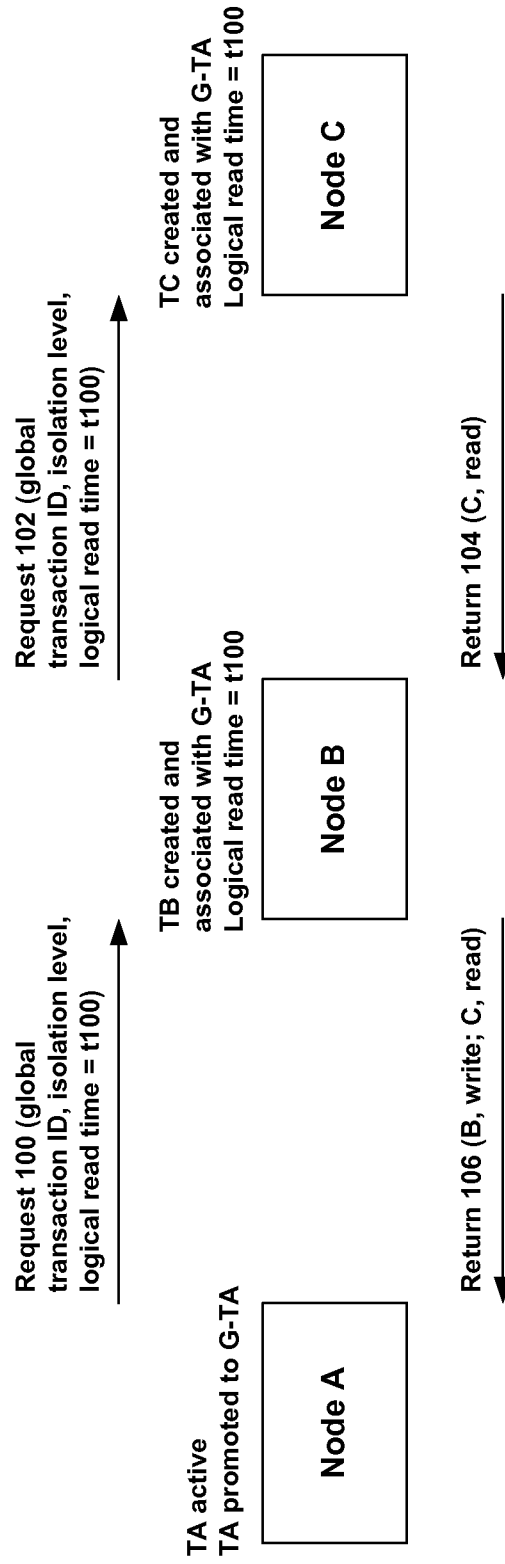 TA active
TA promoted to G-TA
Node A
Request 100 (global
transaction ID, isolation level,
logical read time = t100)
Return 106 (B, write; C, read)
TB created and
associated with G-TA
Logical read time = t100
Node B
Request 102 (global
transaction ID, isolation level,
logical read time = t100)
Return 104 (C, read)
TC created and
associated with G-TA
Logical read time = t100
Node C